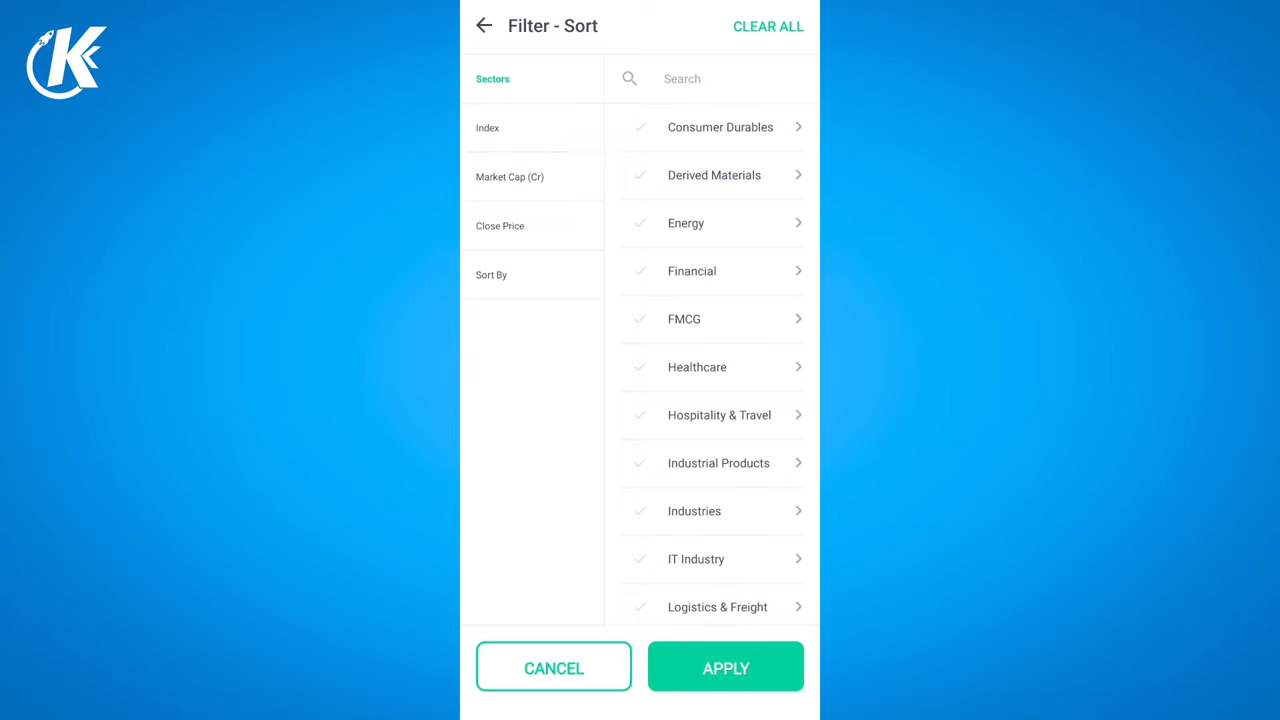 K
Filter - Sort
CLEAR ALL
Sectors
Index
Market Cap (Cr)
Close Price
Sort By
Search
Consumer Durables
Derived Materials
Energy
Financial
FMCG
Healthcare
Hospitality & Travel
Industrial Products
Industries
IT Industry
Logistics & Freight
CANCEL
APPLY